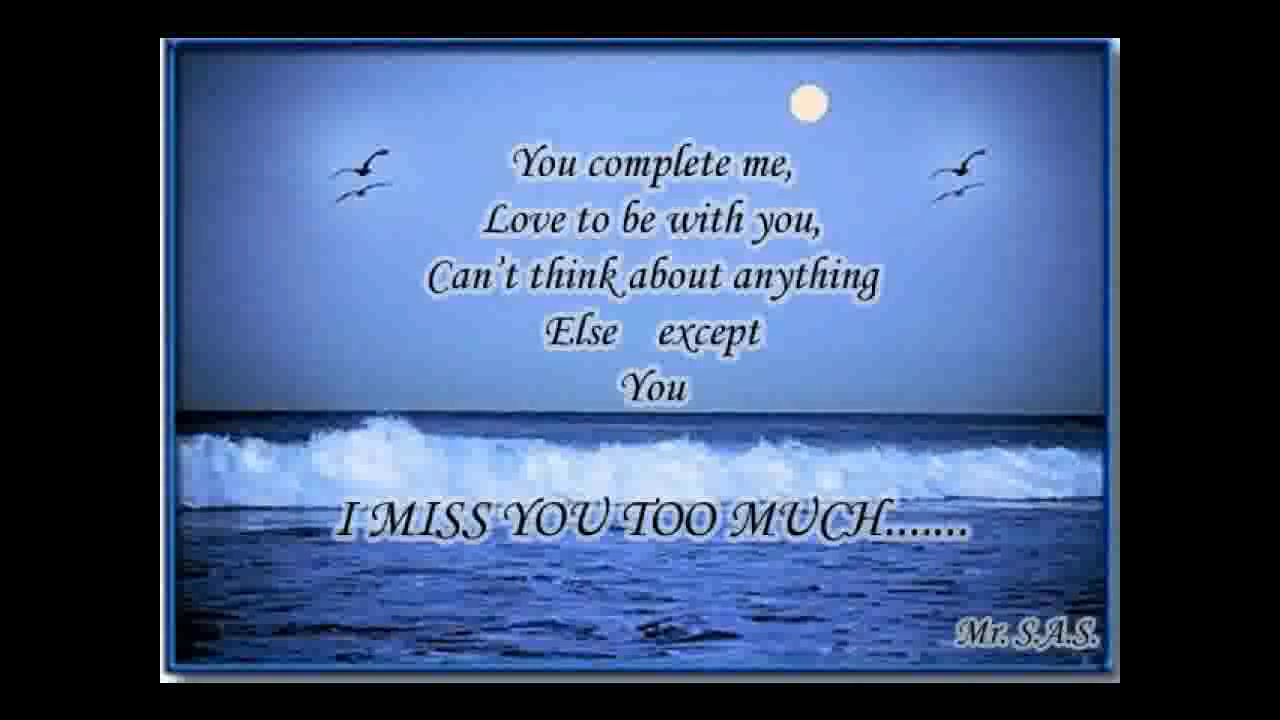 You complete me,
Love to be with you,
Can't think about anything
Else except
You
I MISS YOU TOO MUCH.......
Mr. S.A.S.